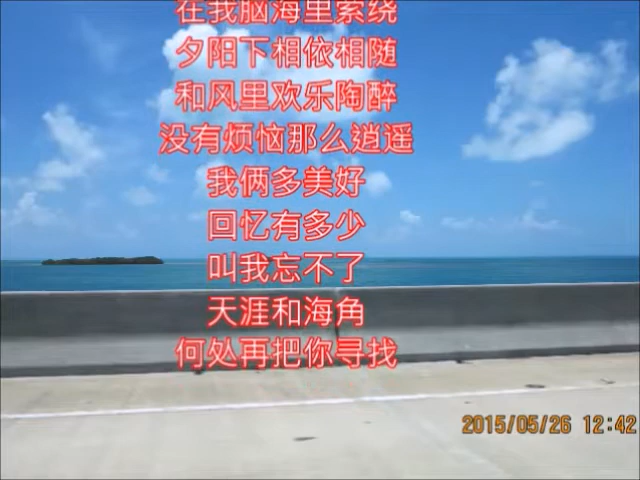 在我脑海里萦绕
夕阳下相依相随
和风里欢乐陶醉
没有烦恼那么逍遥
我俩多美好
回忆有多少
叫我忘不了
天涯和海角
何处再把你寻找
2015/05/26 12:42